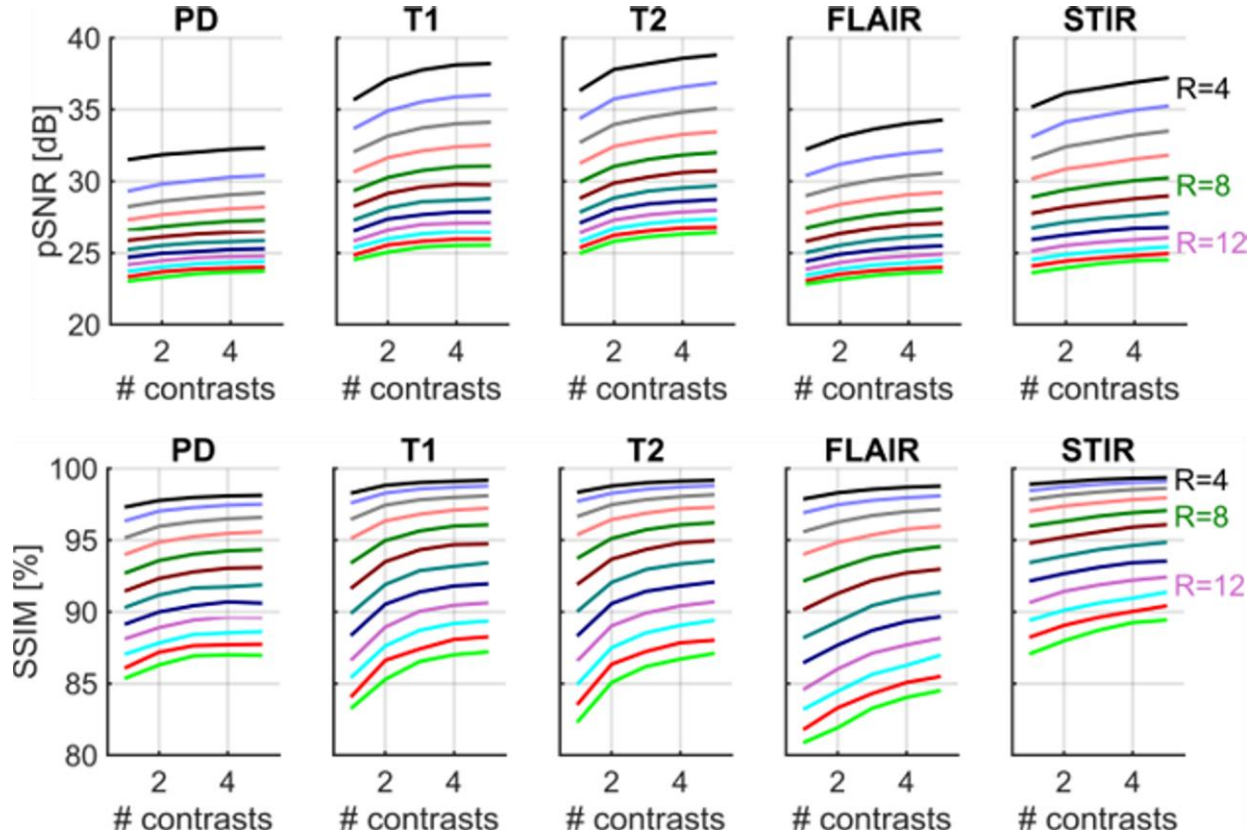 PD T1 T2 FLAIR STIR
40
35
30
25
20
pSNR [dB]
R=4
R=8
R=12
2 4 2 4 2 4 2 4 2 4
# contrasts # contrasts # contrasts # contrasts # contrasts
PD T1 T2 FLAIR STIR
100
95
90
85
80
SSIM [%]
R=4
R=8
R=12
2 4 2 4 2 4 2 4 2 4
# contrasts # contrasts # contrasts # contrasts # contrasts